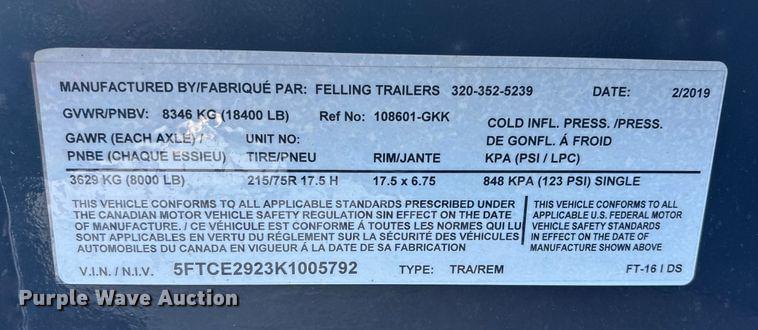 MANUFACTURED BY/FABRIQUÉ PAR: FELLING TRAILERS 320-352-5239 DATE: 2/2019
GVWR/PNBV: 8346 KG (18400 LB) Ref No: 108601-GKK
COLD INFL. PRESS. /PRESS.
GAWR (EACH AXLE) / UNIT NO: DE GONFL. Á FROID
PNBE (CHAQUE ESSIEU) TIRE/PNEU RIM/JANTE KPA (PSI / LPC)
3629 KG (8000 LB) 215/75R 17.5 H 17.5 x 6.75 848 KPA (123 PSI) SINGLE
THIS VEHICLE CONFORMS TO ALL APPLICABLE STANDARDS PRESCRIBED UNDER
THE CANADIAN MOTOR VEHICLE SAFETY REGULATION SIN EFFECT ON THE DATE
OF MANUFACTURE. / CE VÉHICULE EST CONFORME Á TOUTES LES NORMES QUI LU
SONT APPLICABLES EN VERTU DU RÉGLEMENT SUR LA SÉCURITÉ DES VÉHICULES
AUTOMOBILES DU CANADA EN VIGUEUR Á LA DATE DE SA FABRICATION
THIS VEHICLE CONFORMS TO ALL
APPLICABLE U.S. FEDERAL MOTOR
VEHICLE SAFETY STANDARDS
IN EFFECT ON THE DATE OF
MANUFACTURE SHOWN ABOVE
V.I.N. / N.I.V. 5FTCE2923K1005792 TYPE: TRA/REM FT-16 I DS
Purple Wave Auction